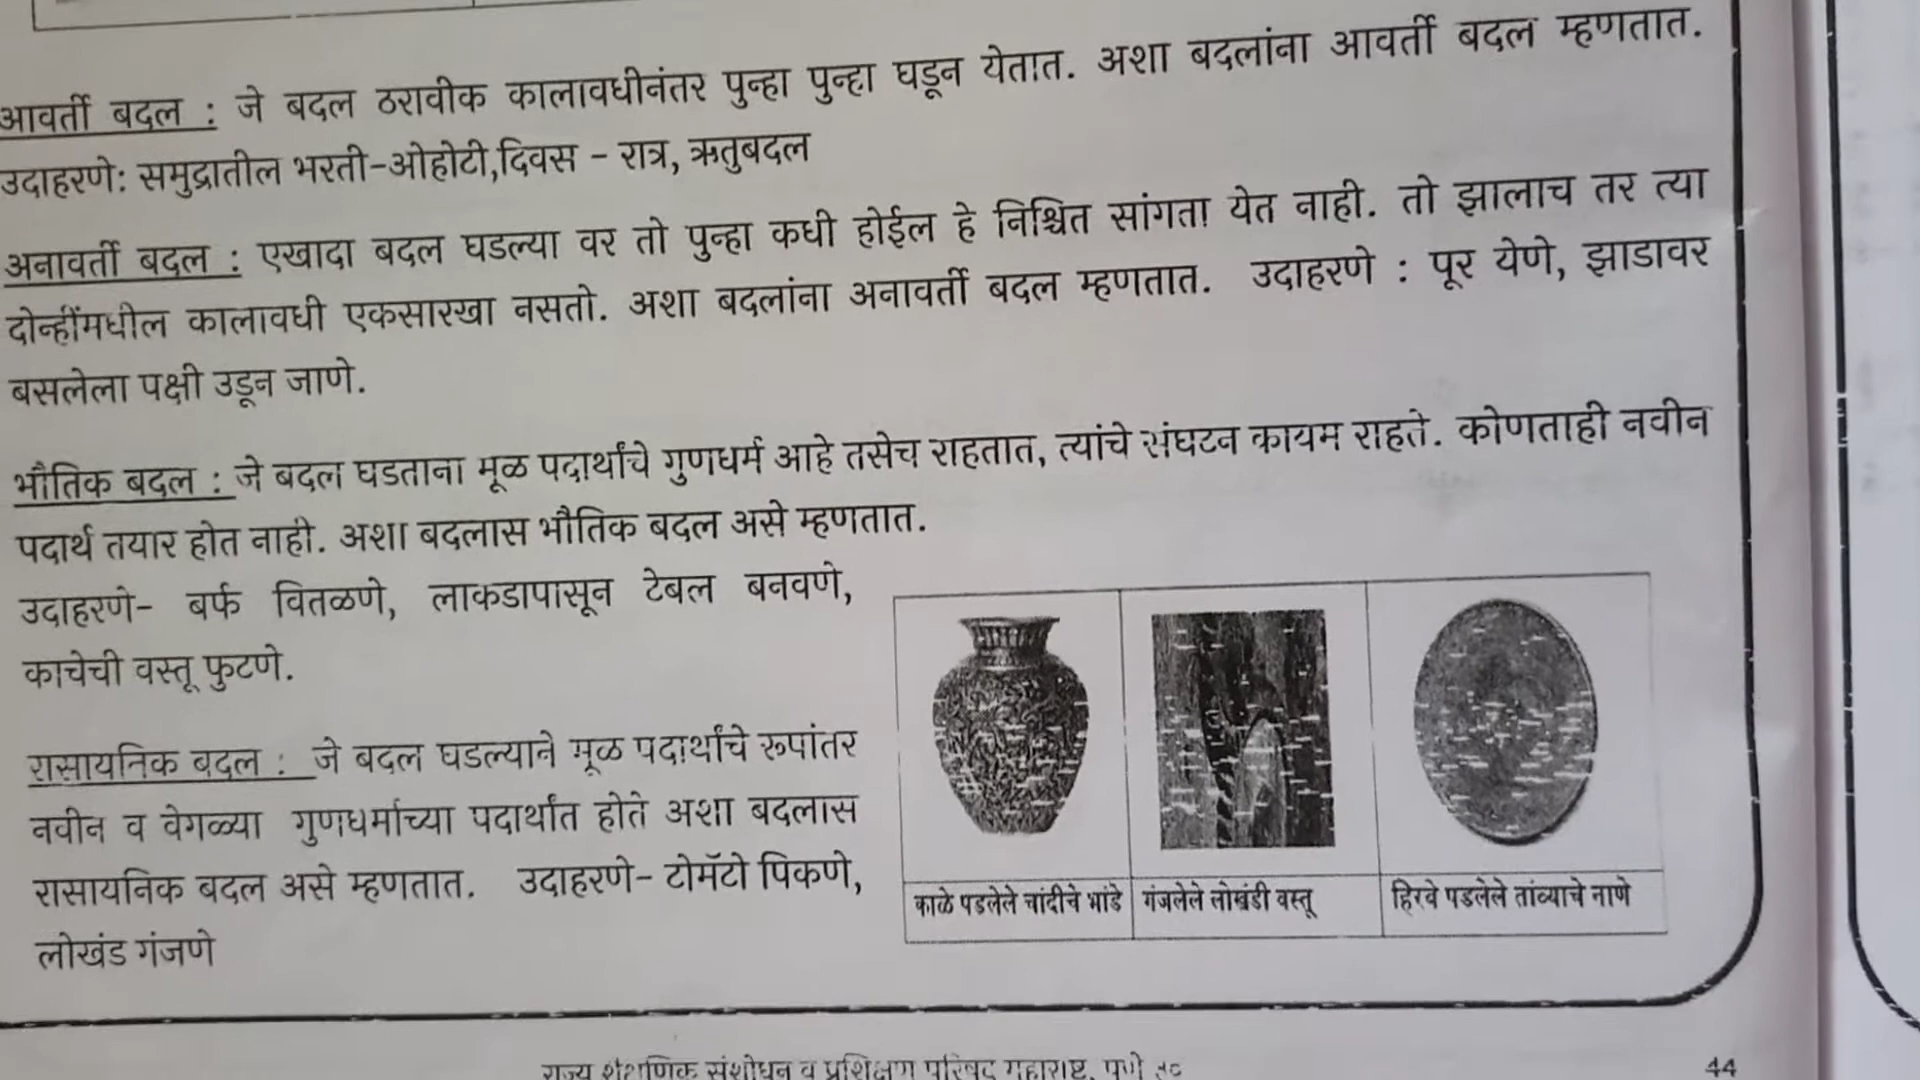 आवर्ती बदल : जे बदल ठरावीक कालावधीनंतर पुन्हा पुन्हा घडून येतात. अशा बदलांना आवर्ती बदल म्हणतात.
उदाहरणे: समुद्रातील भरती-ओहोटी,दिवस - रात्र, ऋतुबदल
अनावर्ती बदल : एखादा बदल घडल्या वर तो पुन्हा कधी होईल हे निश्चित सांगता येत नाही. तो झालाच तर त्या
दोन्हींमधील कालावधी एकसारखा नसतो. अशा बदलांना अनावर्ती बदल म्हणतात. उदाहरणे : पूर येणे, झाडावर
बसलेला पक्षी उडून जाणे.
भौतिक बदल : जे बदल घडताना मूळ पदार्थांचे गुणधर्म आहे तसेच राहतात, त्यांचे संघटन कायम राहते. कोणताही नवीन
पदार्थ तयार होत नाही. अशा बदलास भौतिक बदल असे म्हणतात.
उदाहरणे- बर्फ वितळणे, लाकडापासून टेबल बनवणे,
काचेची वस्तू फुटणे.
रासायनिक बदल : जे बदल घडल्याने मूळ पदार्थांचे रूपांतर
नवीन व वेगळ्या गुणधर्माच्या पदार्थांत होते अशा बदलास
रासायनिक बदल असे म्हणतात. उदाहरणे- टोमॅटो पिकणे,
लोखंड गंजणे
काळे पडलेले चांदीचे भांडे
गंजलेले लोखंडी वस्तू
हिरवे पडलेले तांब्याचे नाणे
राज्य शैक्षणिक संशोधन व प्रशिक्षण परिषद महाराष्ट्र, पुणे ३०
44